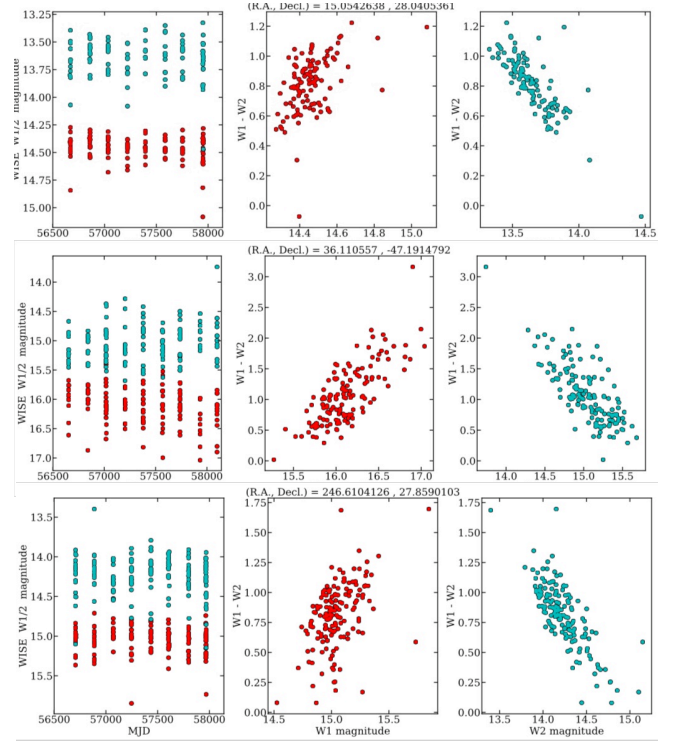 (R.A., Decl.) = 15.0542638 , 28.0405361
13.25
13.50
13.75
14.00
14.25
14.50
14.75
15.00
WISE W1/2 magnitude
56500 57000 57500 58000
1.2
1.0
0.8
0.6
0.4
0.2
0.0
W1 - W2
14.4 14.6 14.8 15.0
1.2
1.0
0.8
0.6
0.4
0.2
0.0
W1 - W2
13.5 14.0 14.5
(R.A., Decl.) = 36.110557 , -47.1914792
14.0
14.5
15.0
15.5
16.0
16.5
17.0
WISE W1/2 magnitude
56500 57000 57500 58000
3.0
2.5
2.0
1.5
1.0
0.5
0.0
W1 - W2
15.5 16.0 16.5 17.0
3.0
2.5
2.0
1.5
1.0
0.5
0.0
W1 - W2
14.0 14.5 15.0 15.5
(R.A., Decl.) = 246.6104126 , 27.8590103
13.5
14.0
14.5
15.0
15.5
WISE W1/2 magnitude
56500 57000 57500 58000
MJD
1.75
1.50
1.25
1.00
0.75
0.50
0.25
0.00
W1 - W2
14.5 15.0 15.5
W1 magnitude
1.75
1.50
1.25
1.00
0.75
0.50
0.25
0.00
W1 - W2
13.5 14.0 14.5 15.0
W2 magnitude